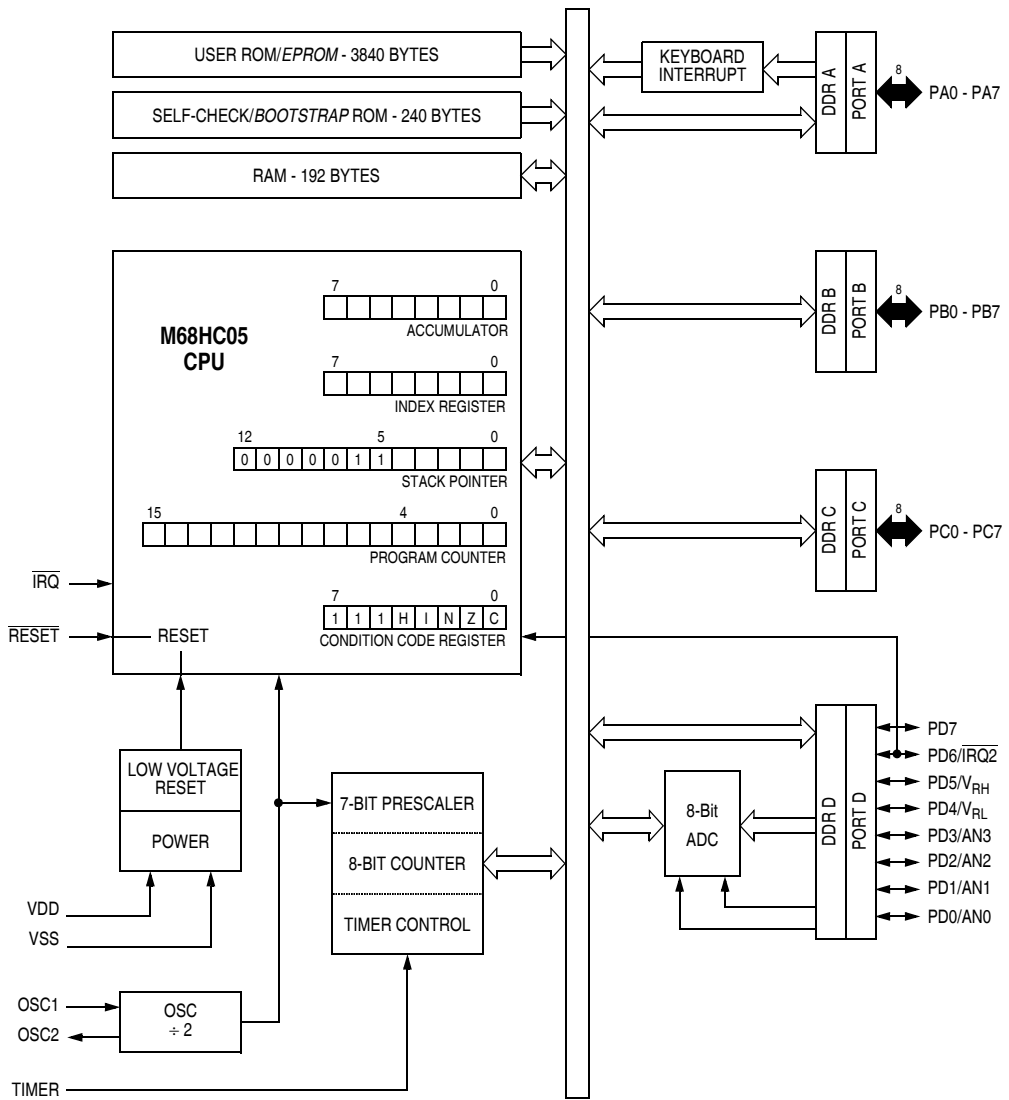 USER ROM/EPROM - 3840 BYTES
SELF-CHECK/BOOTSTRAP ROM - 240 BYTES
RAM - 192 BYTES
KEYBOARD
INTERRUPT
DDR A
PORT A
8
PA0 - PA7
M68HC05
CPU
7 0
ACCUMULATOR
7 0
INDEX REGISTER
12 5 0
0 0 0 0 0 1 1
STACK POINTER
15 4 0
PROGRAM COUNTER
7 0
1 1 1 H I N Z C
CONDITION CODE REGISTER
IRQ
RESET
RESET
DDR B
PORT B
8
PB0 - PB7
DDR C
PORT C
8
PC0 - PC7
LOW VOLTAGE
RESET
POWER
VDD
VSS
7-BIT PRESCALER
8-BIT COUNTER
TIMER CONTROL
OSC1
OSC2
OSC
÷ 2
TIMER
8-Bit
ADC
DDR D
PORT D
PD7
PD6/IRQ2
PD5/VRH
PD4/VRL
PD3/AN3
PD2/AN2
PD1/AN1
PD0/AN0